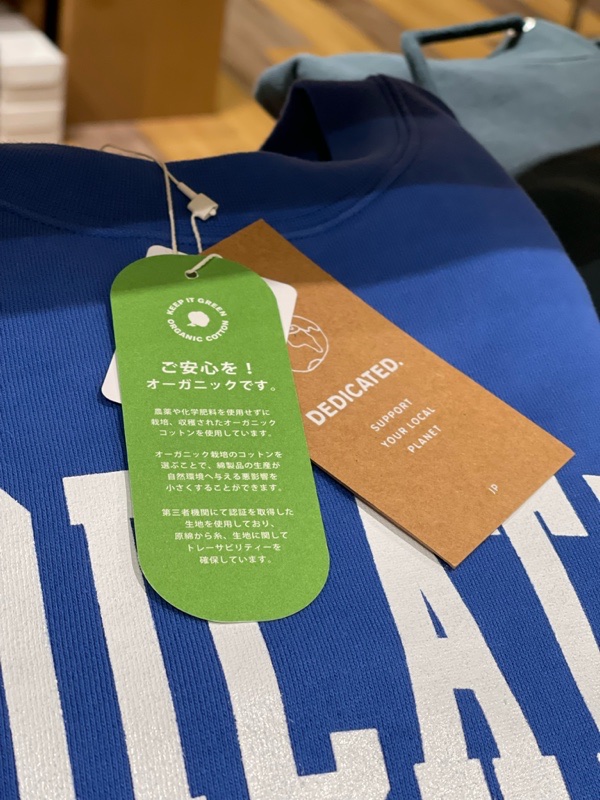 KEEP IT GREEN
ORGANIC COTTON
ご安心を！
オーガニックです。
農薬や化学肥料を使用せずに
栽培、収穫されたオーガニック
コットンを使用しています。
オーガニック栽培のコットンを
選ぶことで、綿製品の生産が
自然環境へ与える悪影響を
小さくすることができます。
第三者機関にて認証を取得した
生地を使用しており、
原綿から糸、生地に関して
トレーサビリティーを
確保しています。
DEDICATED.
SUPPORT
YOUR LOCAL
PLANET
JP